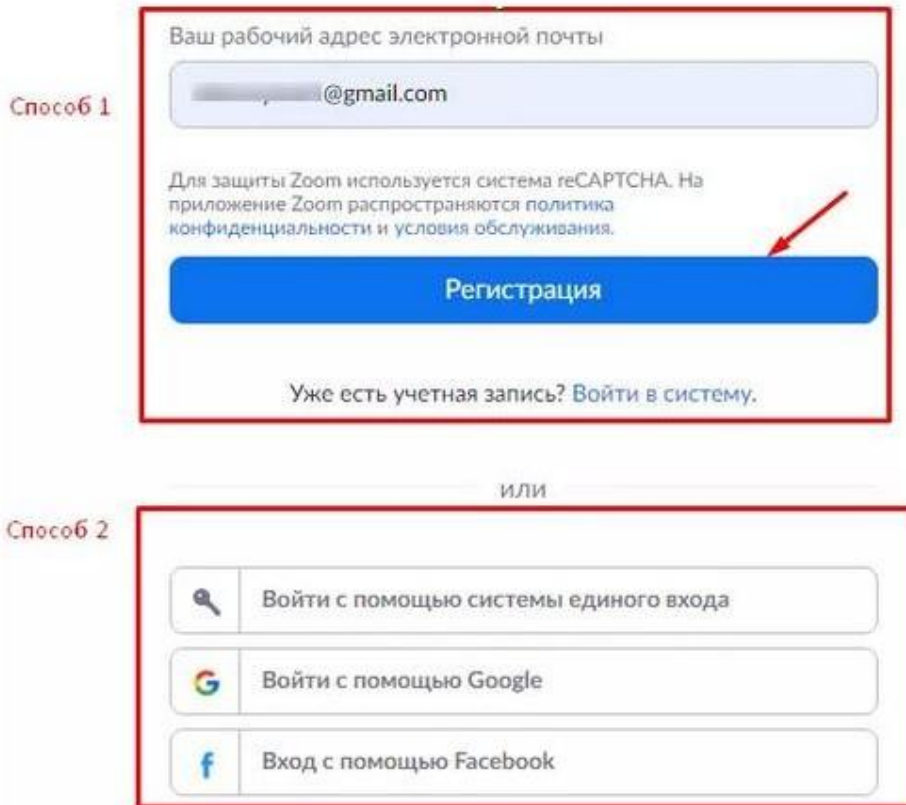 Ваш рабочий адрес электронной почты
Способ 1
@gmail.com
Для защиты Zoom используется система reCAPTCHA. На
приложение Zoom распространяются политика
конфиденциальности и условия обслуживания.
Регистрация
Уже есть учетная запись? Войти в систему.
или
Способ 2
Войти с помощью системы единого входа
Войти с помощью Google
Вход с помощью Facebook